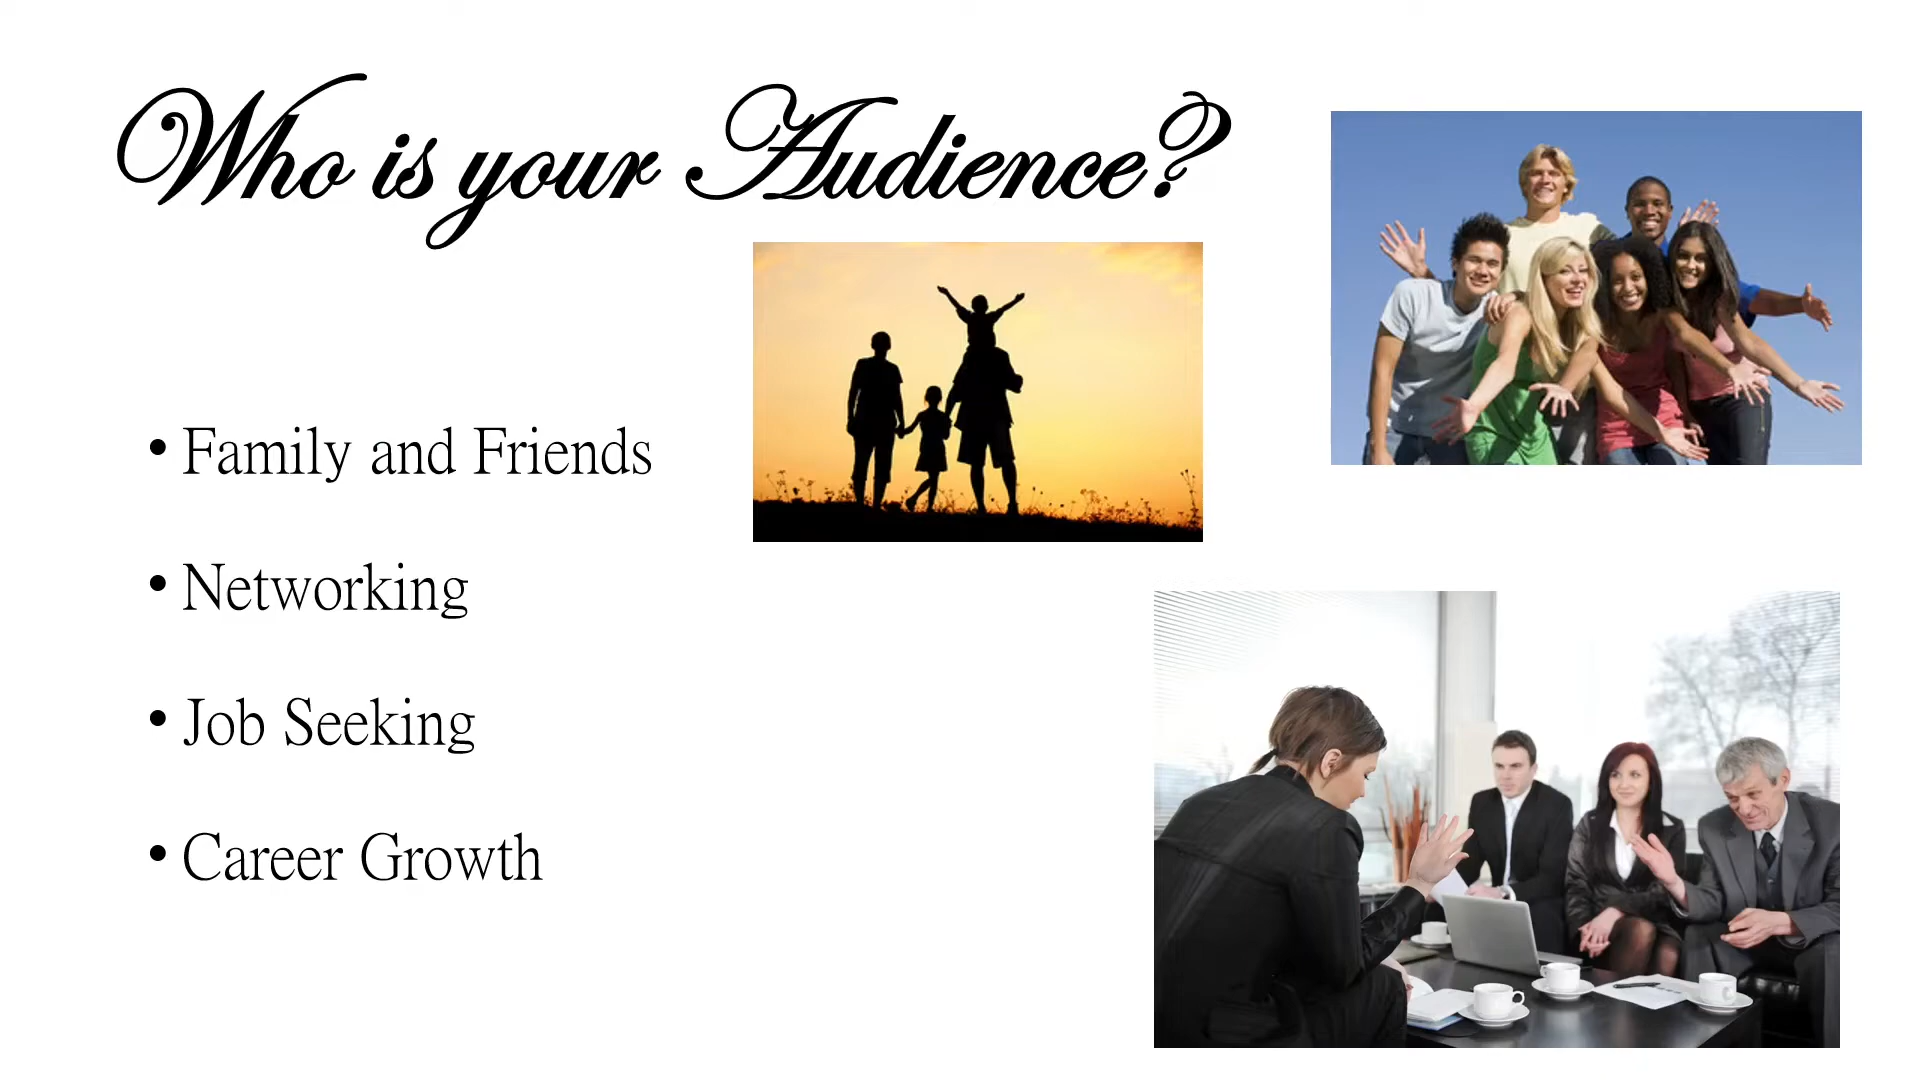 Who is your Audience?
• Family and Friends
• Networking
• Job Seeking
• Career Growth